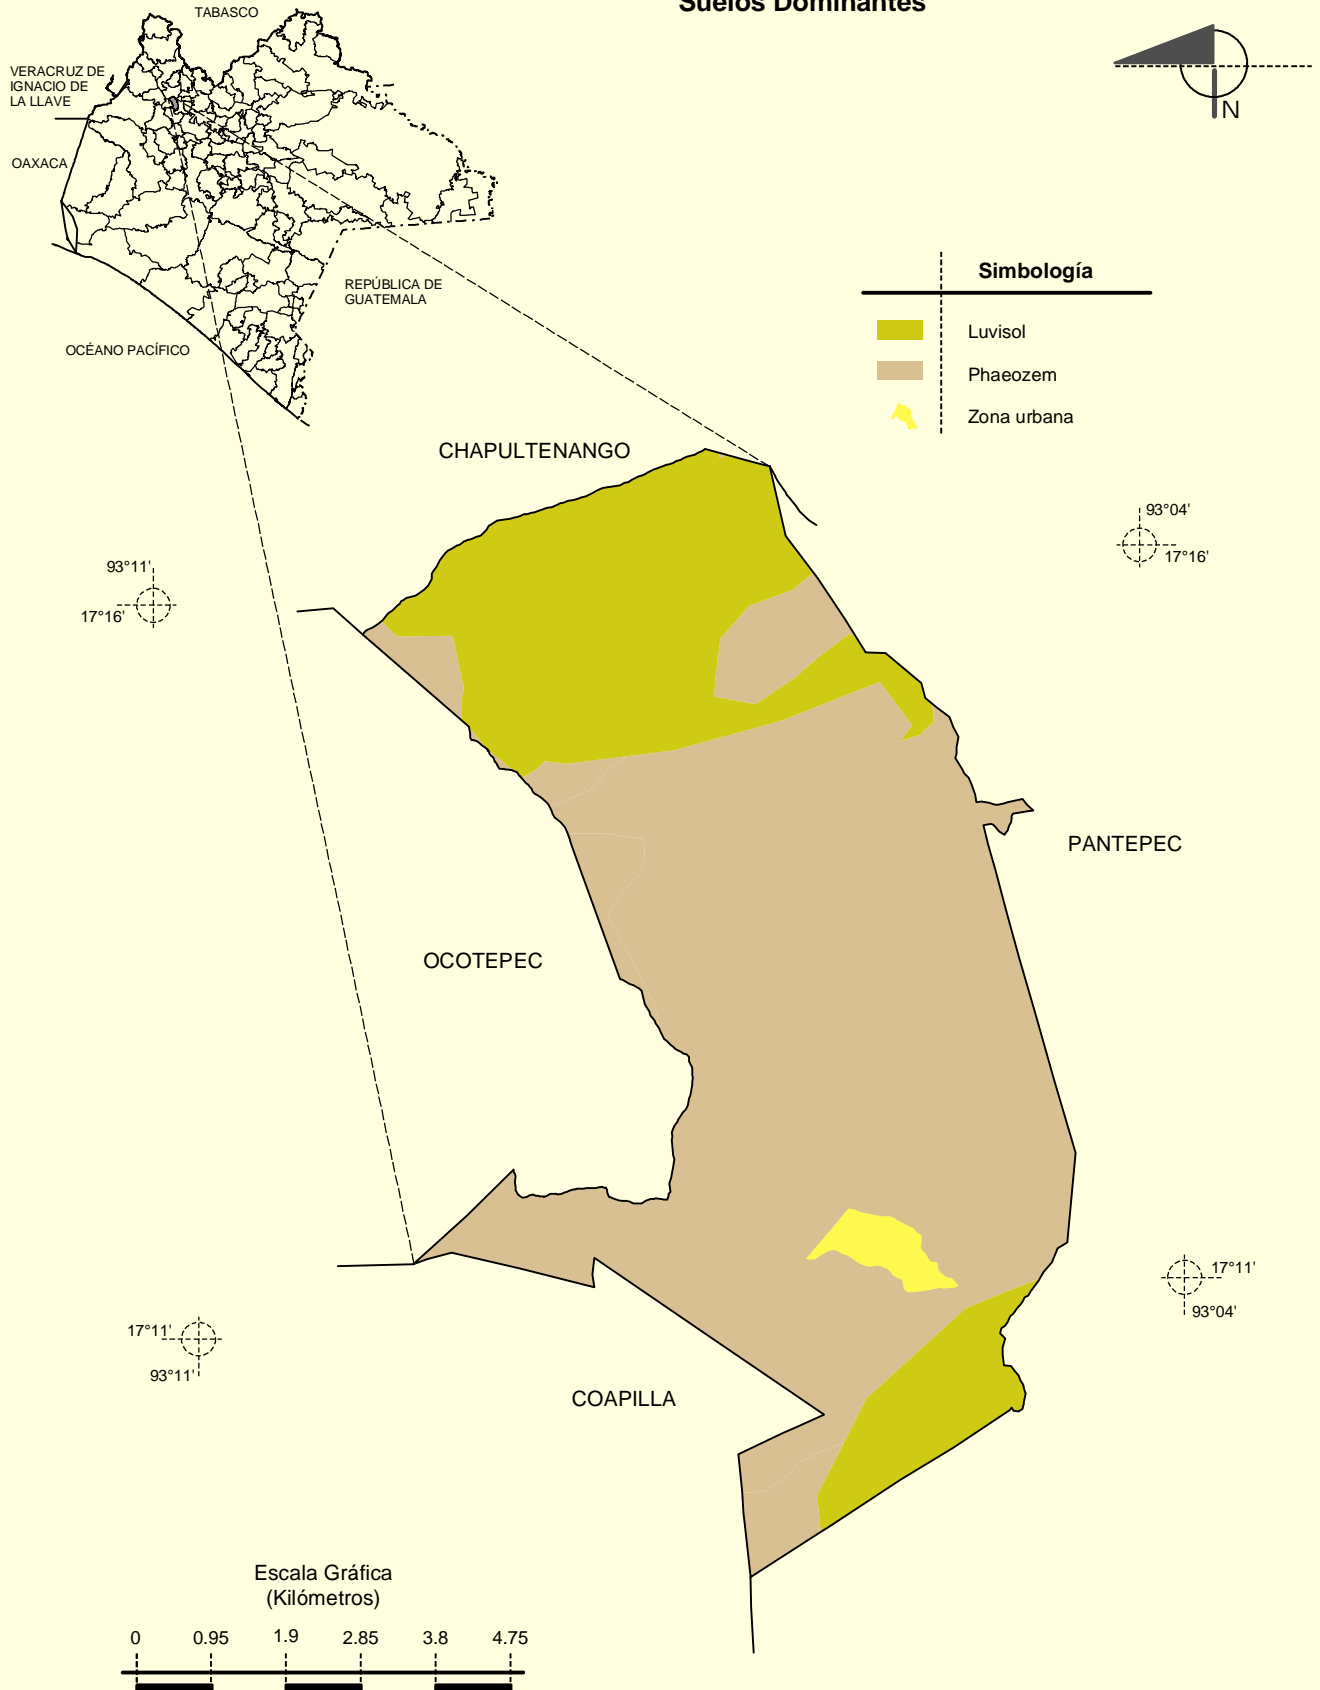 Suelos Dominantes
TABASCO
VERACRUZ DE
IGNACIO DE
LA LLAVE
OAXACA
REPÚBLICA DE
GUATEMALA
OCÉANO PACÍFICO
N
Simbología
Luvisol
Phaeozem
Zona urbana
CHAPULTENANGO
93°04'
17°16'
93°11'
17°16'
PANTEPEC
OCOTEPEC
17°11'
93°04'
17°11'
93°11'
COAPILLA
Escala Gráfica
(Kilómetros)
0 0.95 1.9 2.85 3.8 4.75